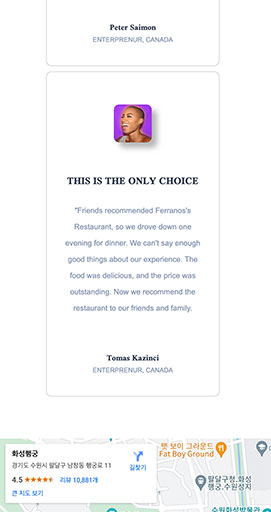 Peter Saimon
ENTERPRENUR, CANADA
THIS IS THE ONLY CHOICE
"Friends recommended Ferranos's
Restaurant, so we drove down one
evening for dinner. We can't say enough
good things about our experience. The
food was delicious, and the price was
outstanding. Now we recommend the
restaurant to our friends and family.
Tomas Kazinci
ENTERPRENUR, CANADA
화성행궁
경기도 수원시 팔달구 남창동 행궁로 11
길찾기
4.5
리뷰 10,881개
큰 지도 보기
팻 보이 그라운드
Fat Boy Ground
팔달구청.화성
행궁.수원성지
수원화성박물관